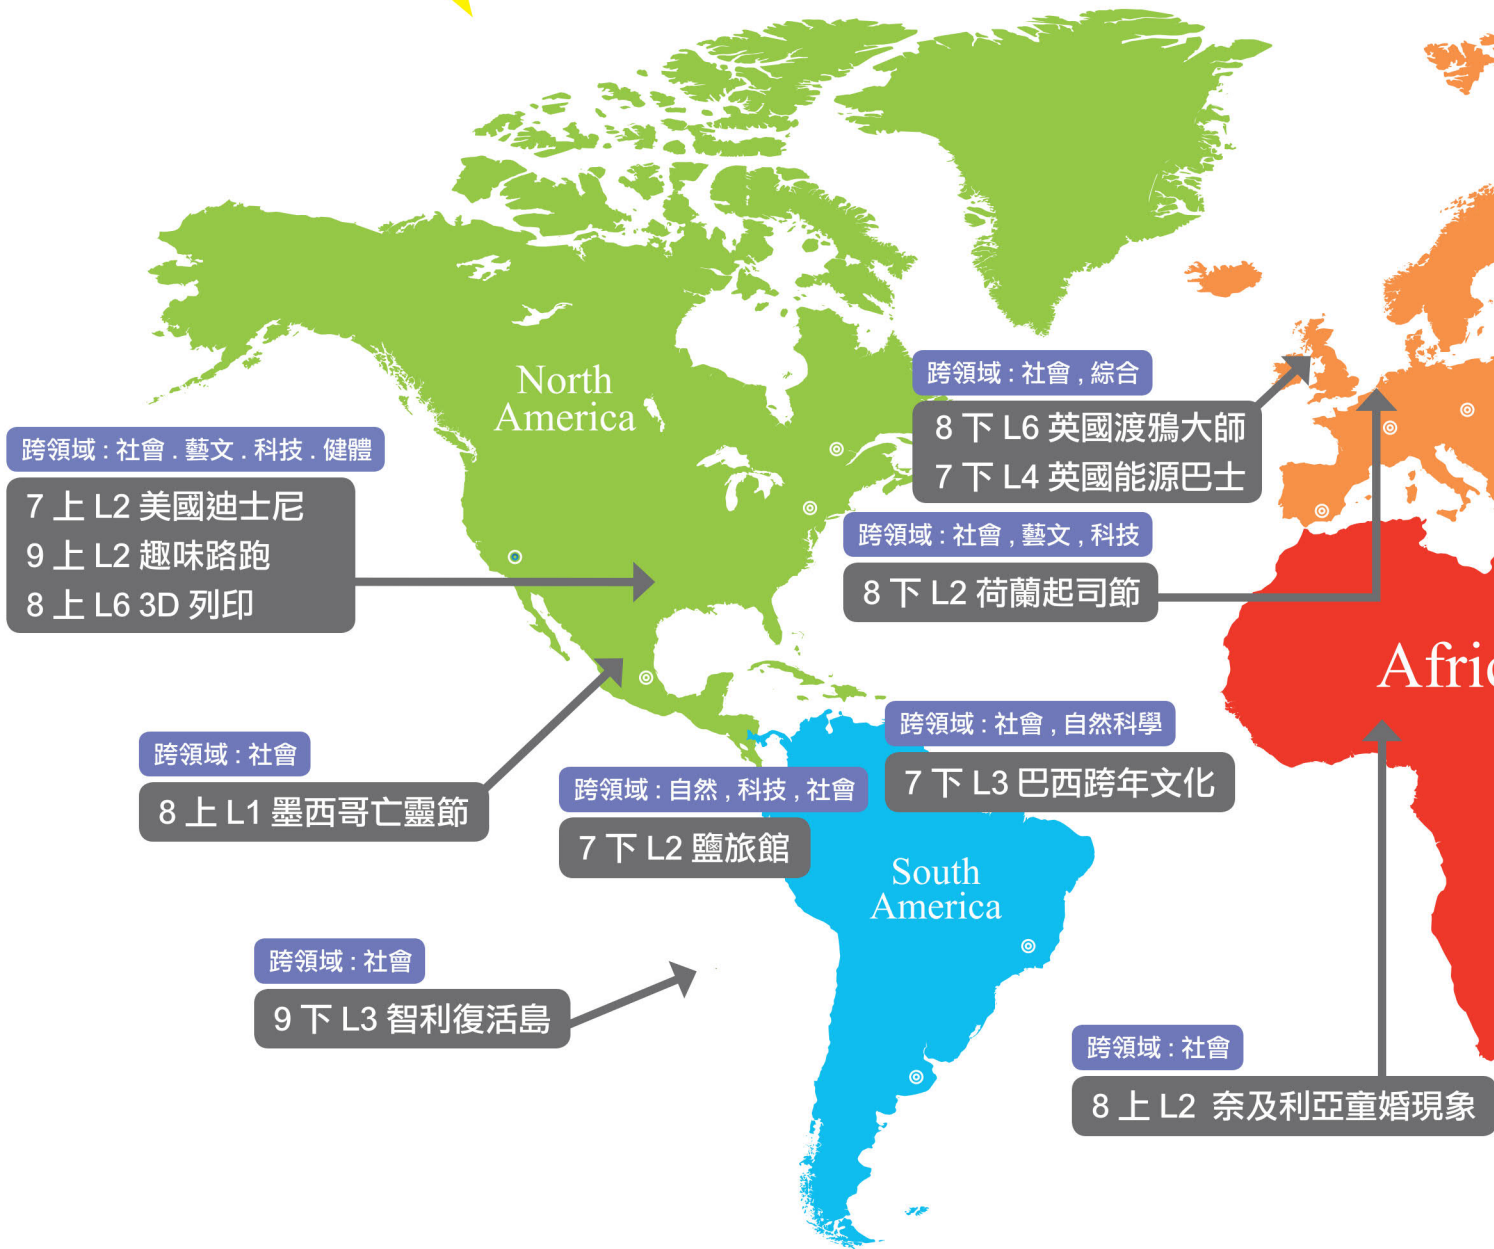 North
America
跨領域 : 社會 . 藝文 . 科技 . 健體
7 上 L2 美國迪士尼
9 上 L2 趣味路跑
8 上 L6 3D 列印
跨領域 : 社會 , 綜合
8 下 L6 英國渡鴉大師
7 下 L4 英國能源巴士
跨領域 : 社會 , 藝文 , 科技
8 下 L2 荷蘭起司節
Afric
跨領域 : 社會
8 上 L1 墨西哥亡靈節
跨領域 : 自然 , 科技 , 社會
7 下 L2 鹽旅館
跨領域 : 社會 , 自然科學
7 下 L3 巴西跨年文化
South
America
跨領域 : 社會
9 下 L3 智利復活島
跨領域 : 社會
8 上 L2 奈及利亞童婚現象